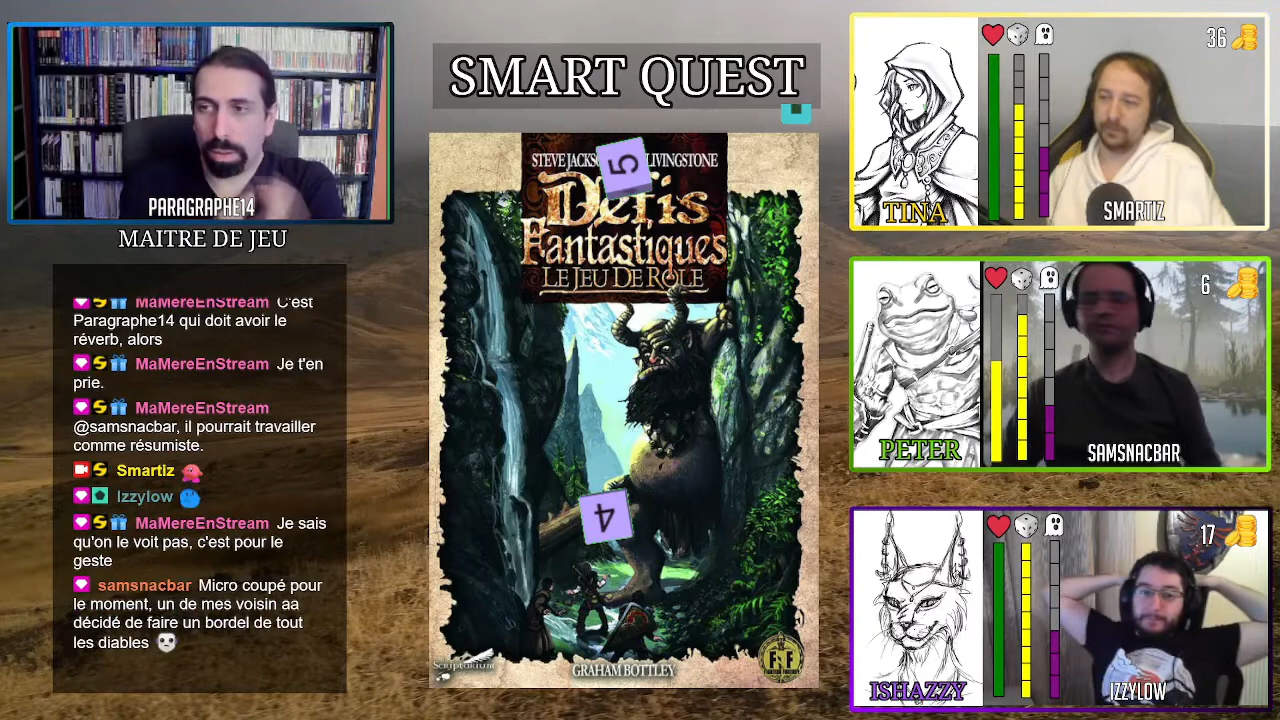 PARAGRAPHE14
MAITRE DE JEU
MaMereEnStream C'est
Paragraphe14 qui doit avoir le
réverb, alors
MaMereEnStream Je t'en
prie.
MaMereEnStream
@samsnacbar, il pourrait travailler
comme résumiste
Smartiz
Izzylow
MaMereEnStream Je sais
qu'on le voit pas, c'est pour le
geste
samsnacbar Micro coupé pour
le moment, un de mes voisin aa
décidé de faire un bordel de tout
les diables
SMART QUEST
STEVE JACKSO LIVINGSTONE
5
Défis
Fantastiques
LE JEU DE RÔLE
4
Scriptarium
GRAHAM BOTTLEY
FF
36
TINA
SMARTIZ
6
PETER
SAMSNACBAR
17
ISHAZZY
IZZYLOW